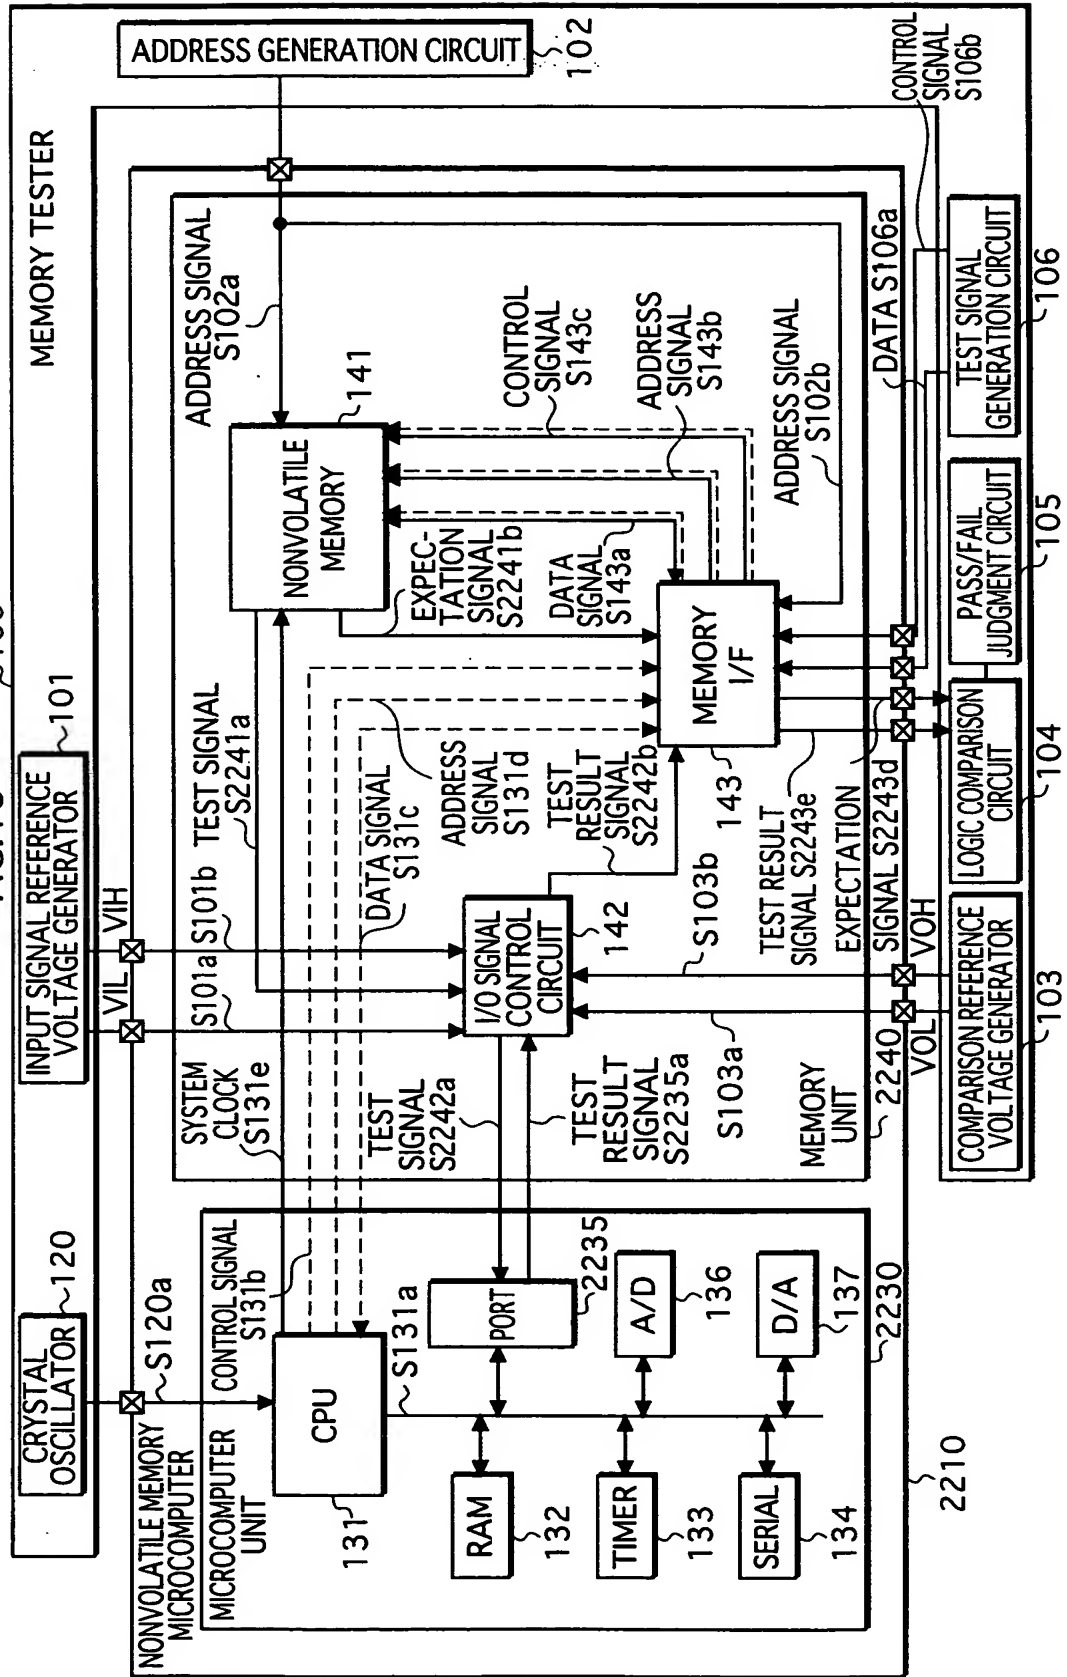 MEMORY TESTER
CRYSTAL
OSCILLATOR
120
INPUT SIGNAL REFERENCE
VOLTAGE GENERATOR
101
ADDRESS GENERATION CIRCUIT
102
S120a
VIL
VIH
NONVOLATILE MEMORY
MICROCOMPUTER
MICROCOMPUTER
UNIT
CONTROL SIGNAL
S131b
SYSTEM
CLOCK
S131e
S101a
S101b
TEST SIGNAL
S2241a
ADDRESS SIGNAL
S102a
CPU
131
S131a
NONVOLATILE
MEMORY
141
DATA SIGNAL
S131c
ADDRESS
SIGNAL
S131d
EXPEC-
TATION
SIGNAL
S2241b
DATA
SIGNAL
S143a
CONTROL
SIGNAL
S143c
ADDRESS
SIGNAL
S143b
TEST
SIGNAL
S2242a
I/O SIGNAL
CONTROL
CIRCUIT
142
TEST
RESULT
SIGNAL
S2242b
MEMORY
I/F
143
ADDRESS SIGNAL
S102b
RAM
132
PORT
2235
TEST
RESULT
SIGNAL
S2235a
TIMER
133
A/D
136
SERIAL
134
D/A
137
S103a
S103b
TEST RESULT
SIGNAL S2243e
EXPECTATION
SIGNAL S2243d
DATA S106a
CONTROL
SIGNAL
S106b
MEMORY
UNIT
2210
2230
2240
VOL
VOH
COMPARISON REFERENCE
VOLTAGE GENERATOR
103
LOGIC COMPARISON
CIRCUIT
104
PASS/FAIL
JUDGMENT CIRCUIT
105
TEST SIGNAL
GENERATION CIRCUIT
106